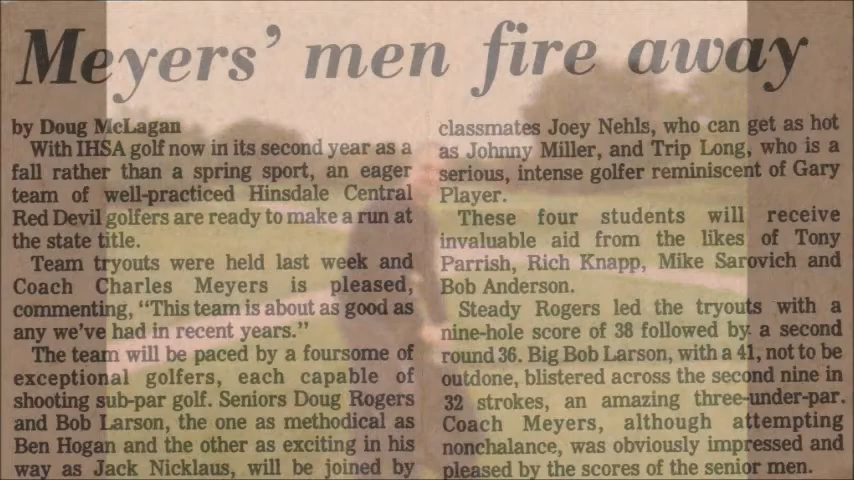 Meyers' men fire away
by Doug McLagan
With IHSA golf now in its second year as a
fall rather than a spring sport, an eager
team of well-practiced Hinsdale Central
Red Devil golfers are ready to make a run at
the state title.
Team tryouts were held last week and
Coach Charles Meyers is pleased,
commenting, "This team is about as good as
any we've had in recent years."
The team will be paced by a foursome of
exceptional golfers, each capable of
shooting sub-par golf. Seniors Doug Rogers
and Bob Larson, the one as methodical as
Ben Hogan and the other as exciting in his
way as Jack Nicklaus, will be joined by
classmates Joey Nehls, who can get as hot
as Johnny Miller, and Trip Long, who is a
serious, intense golfer reminiscent of Gary
Player.
These four students will receive
invaluable aid from the likes of Tony
Parrish, Rich Knapp, Mike Sarovich and
Bob Anderson.
Steady Rogers led the tryouts with a
nine-hole score of 38 followed by a second
round 36. Big Bob Larson, with a 41, not to be
outdone, blistered across the second nine in
32 strokes, an amazing three-under-par.
Coach Meyers, although attempting
nonchalance, was obviously impressed and
pleased by the scores of the senior men.